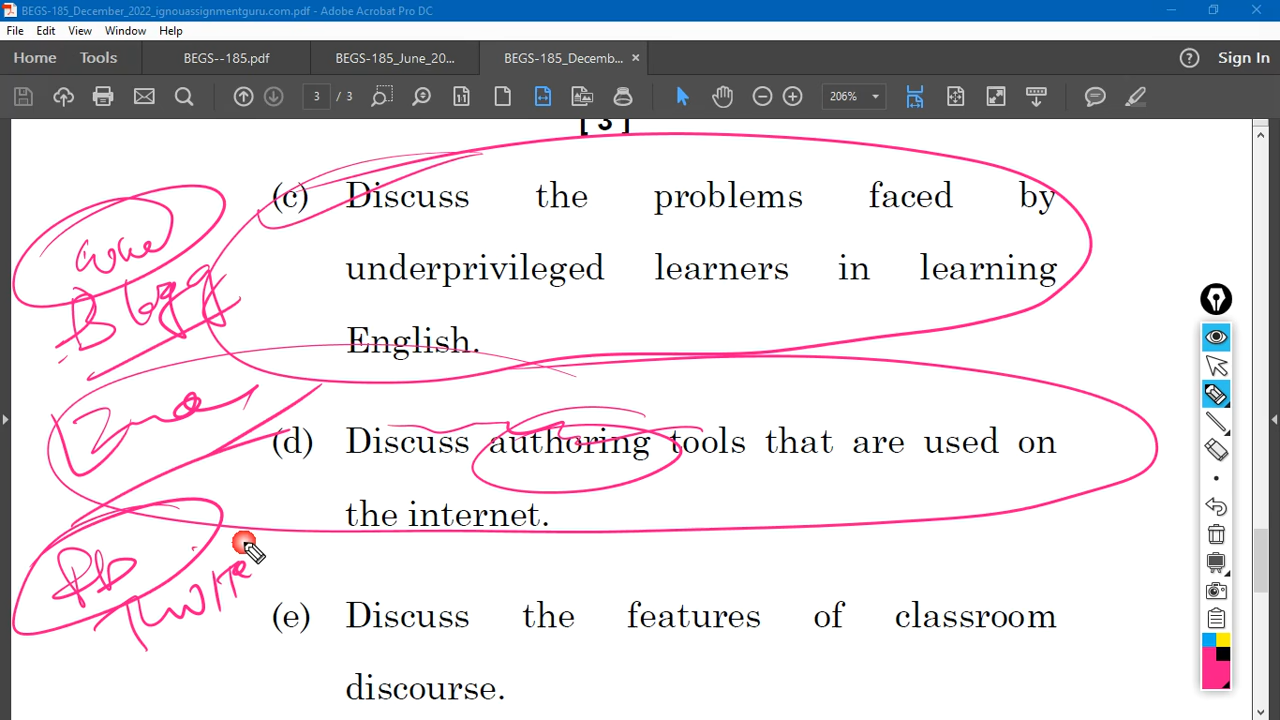 BEGS-185_December_2022_ignouassignmentguru.com.pdf - Adobe Acrobat Pro DC
File Edit View Window Help
Home Tools BEGS--185.pdf BEGS-185_June_20... BEGS-185_Decemb... × Sign In
3 / 3 206%
[ 3 ]
(c) Discuss the problems faced by
underprivileged learners in learning
English.
(d) Discuss authoring tools that are used on
the internet.
(e) Discuss the features of classroom
discourse.